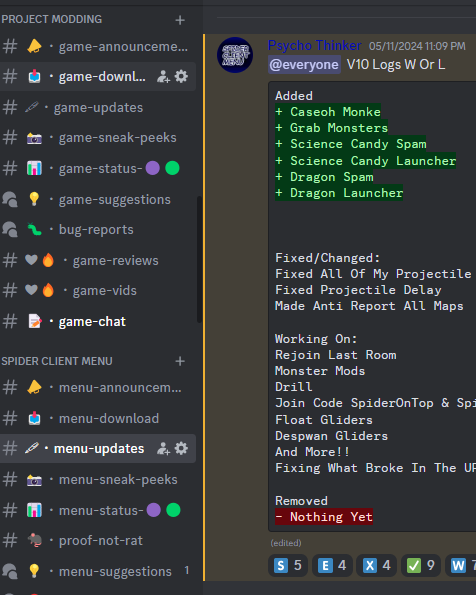 PROJECT MODDING +
# game-announceme...
# game-downl...
# game-updates
# game-sneak-peeks
# game-status-
game-suggestions
bug-reports
# game-reviews
# game-vids
# game-chat
SPIDER CLIENT MENU +
# menu-announcem...
# menu-download
# menu-updates
# menu-sneak-peeks
# menu-status-
# proof-not-rat
menu-suggestions 1
SPIDER
CLIENT
MENU
Psycho Thinker 05/11/2024 11:09 PM
@everyone V10 Logs W Or L
Added
+ Caseoh Monke
+ Grab Monsters
+ Science Candy Spam
+ Science Candy Launcher
+ Dragon Spam
+ Dragon Launcher
Fixed/Changed:
Fixed All Of My Projectile
Fixed Projectile Delay
Made Anti Report All Maps
Working On:
Rejoin Last Room
Monster Mods
Drill
Join Code SpiderOnTop & Spi
Float Gliders
Despwan Gliders
And More!!
Fixing What Broke In The UP
Removed
- Nothing Yet
(edited)
S 5 E 4 X 4 9 W 7